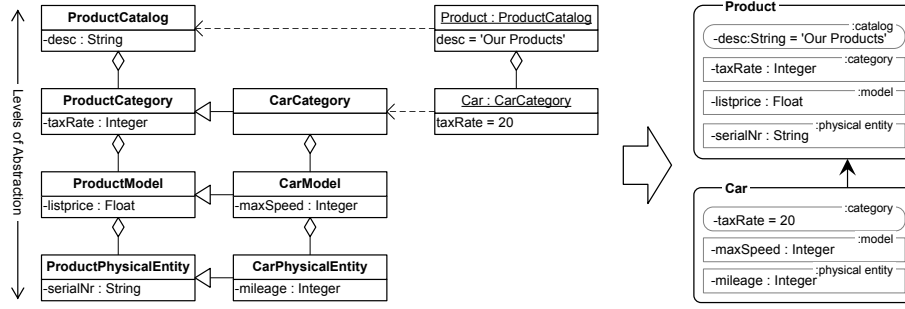 Levels of Abstraction
ProductCatalog
-desc : String
Product : ProductCatalog
desc = 'Our Products'
ProductCategory
-taxRate : Integer
CarCategory
Car : CarCategory
taxRate = 20
ProductModel
-listprice : Float
CarModel
-maxSpeed : Integer
ProductPhysicalEntity
-serialNr : String
CarPhysicalEntity
-mileage : Integer
Product
:catalog
-desc:String = 'Our Products'
:category
-taxRate : Integer
:model
-listprice : Float
:physical entity
-serialNr : String
Car
:category
-taxRate = 20
:model
-maxSpeed : Integer
:physical entity
-mileage : Integer